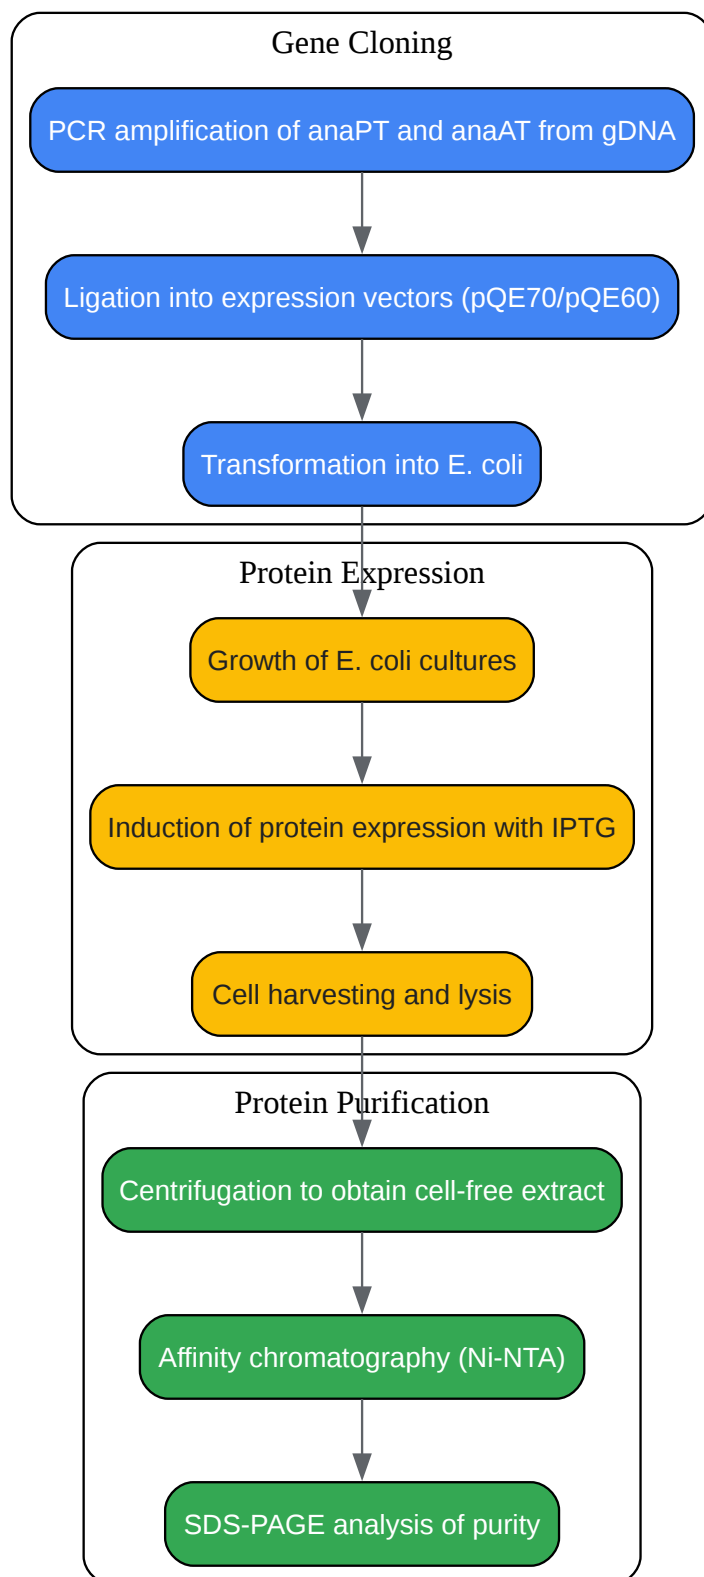 Gene Cloning
PCR amplification of anaPT and anaAT from gDNA
Ligation into expression vectors (pQE70/pQE60)
Transformation into E. coli
Protein Expression
Growth of E. coli cultures
Induction of protein expression with IPTG
Cell harvesting and lysis
Protein Purification
Centrifugation to obtain cell-free extract
Affinity chromatography (Ni-NTA)
SDS-PAGE analysis of purity